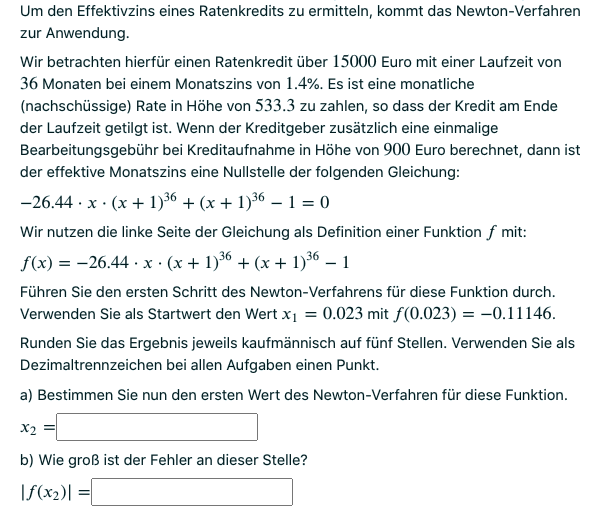 Um den Effektivzins eines Ratenkredits zu ermitteln, kommt das Newton-Verfahren
zur Anwendung.
Wir betrachten hierfür einen Ratenkredit über 15000 Euro mit einer Laufzeit von
36 Monaten bei einem Monatszins von 1.4%. Es ist eine monatliche
(nachschüssige) Rate in Höhe von 533.3 zu zahlen, so dass der Kredit am Ende
der Laufzeit getilgt ist. Wenn der Kreditgeber zusätzlich eine einmalige
Bearbeitungsgebühr bei Kreditaufnahme in Höhe von 900 Euro berechnet, dann ist
der effektive Monatszins eine Nullstelle der folgenden Gleichung:
−26.44 · x · (x + 1)³⁶ + (x + 1)³⁶ − 1 = 0
Wir nutzen die linke Seite der Gleichung als Definition einer Funktion f mit:
f(x) = −26.44 · x · (x + 1)³⁶ + (x + 1)³⁶ − 1
Führen Sie den ersten Schritt des Newton-Verfahrens für diese Funktion durch.
Verwenden Sie als Startwert den Wert x₁ = 0.023 mit f(0.023) = −0.11146.
Runden Sie das Ergebnis jeweils kaufmännisch auf fünf Stellen. Verwenden Sie als
Dezimaltrennzeichen bei allen Aufgaben einen Punkt.
a) Bestimmen Sie nun den ersten Wert des Newton-Verfahren für diese Funktion.
x₂ =
b) Wie groß ist der Fehler an dieser Stelle?
|f(x₂)| =